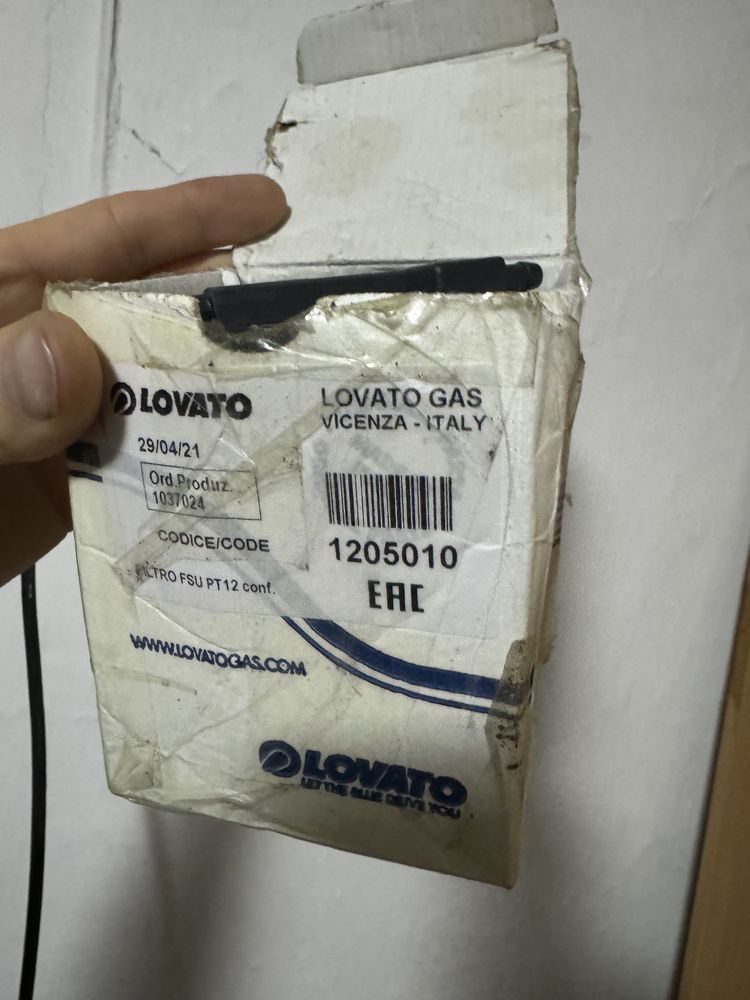 LOVATO
29/04/21
Ord.Produz.
1037024
CODICE/CODE
FILTRO FSU PT12 conf.
LOVATO GAS
VICENZA - ITALY
1205010
EAC
WWW.LOVATOGAS.COM
LOVATO
LET THE BLUE DRIVE YOU